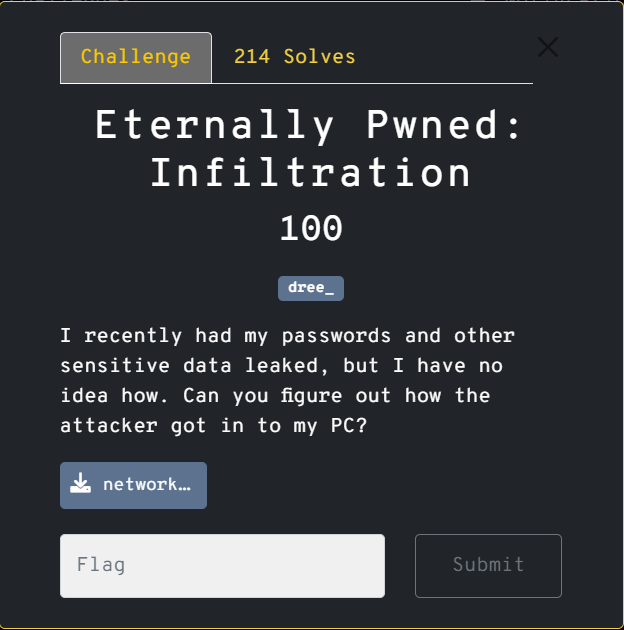 Challenge
214 Solves
Eternally Pwned:
Infiltration
100
dree_
I recently had my passwords and other
sensitive data leaked, but I have no
idea how. Can you figure out how the
attacker got in to my PC?
network…
Flag
Submit